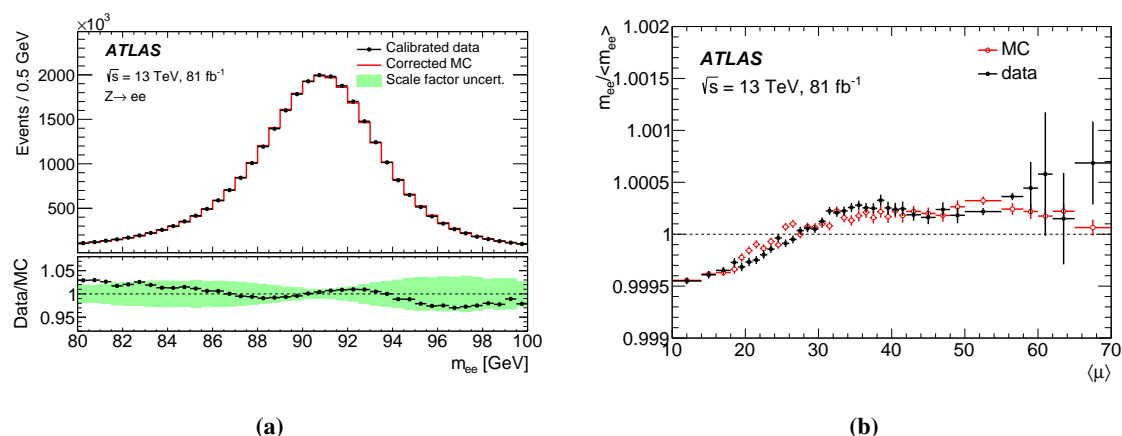 ×10³
ATLAS
√s = 13 TeV, 81 fb⁻¹
Z→ ee
Calibrated data
Corrected MC
Scale factor uncert.
Events / 0.5 GeV
2000
1500
1000
500
Data/MC
1.05
1
0.95
80 82 84 86 88 90 92 94 96 98 100
m_ee [GeV]
(a)
m_ee/<m_ee>
1.002
1.0015
1.001
1.0005
1
0.9995
0.999
ATLAS
√s = 13 TeV, 81 fb⁻¹
MC
data
10 20 30 40 50 60 70
⟨μ⟩
(b)